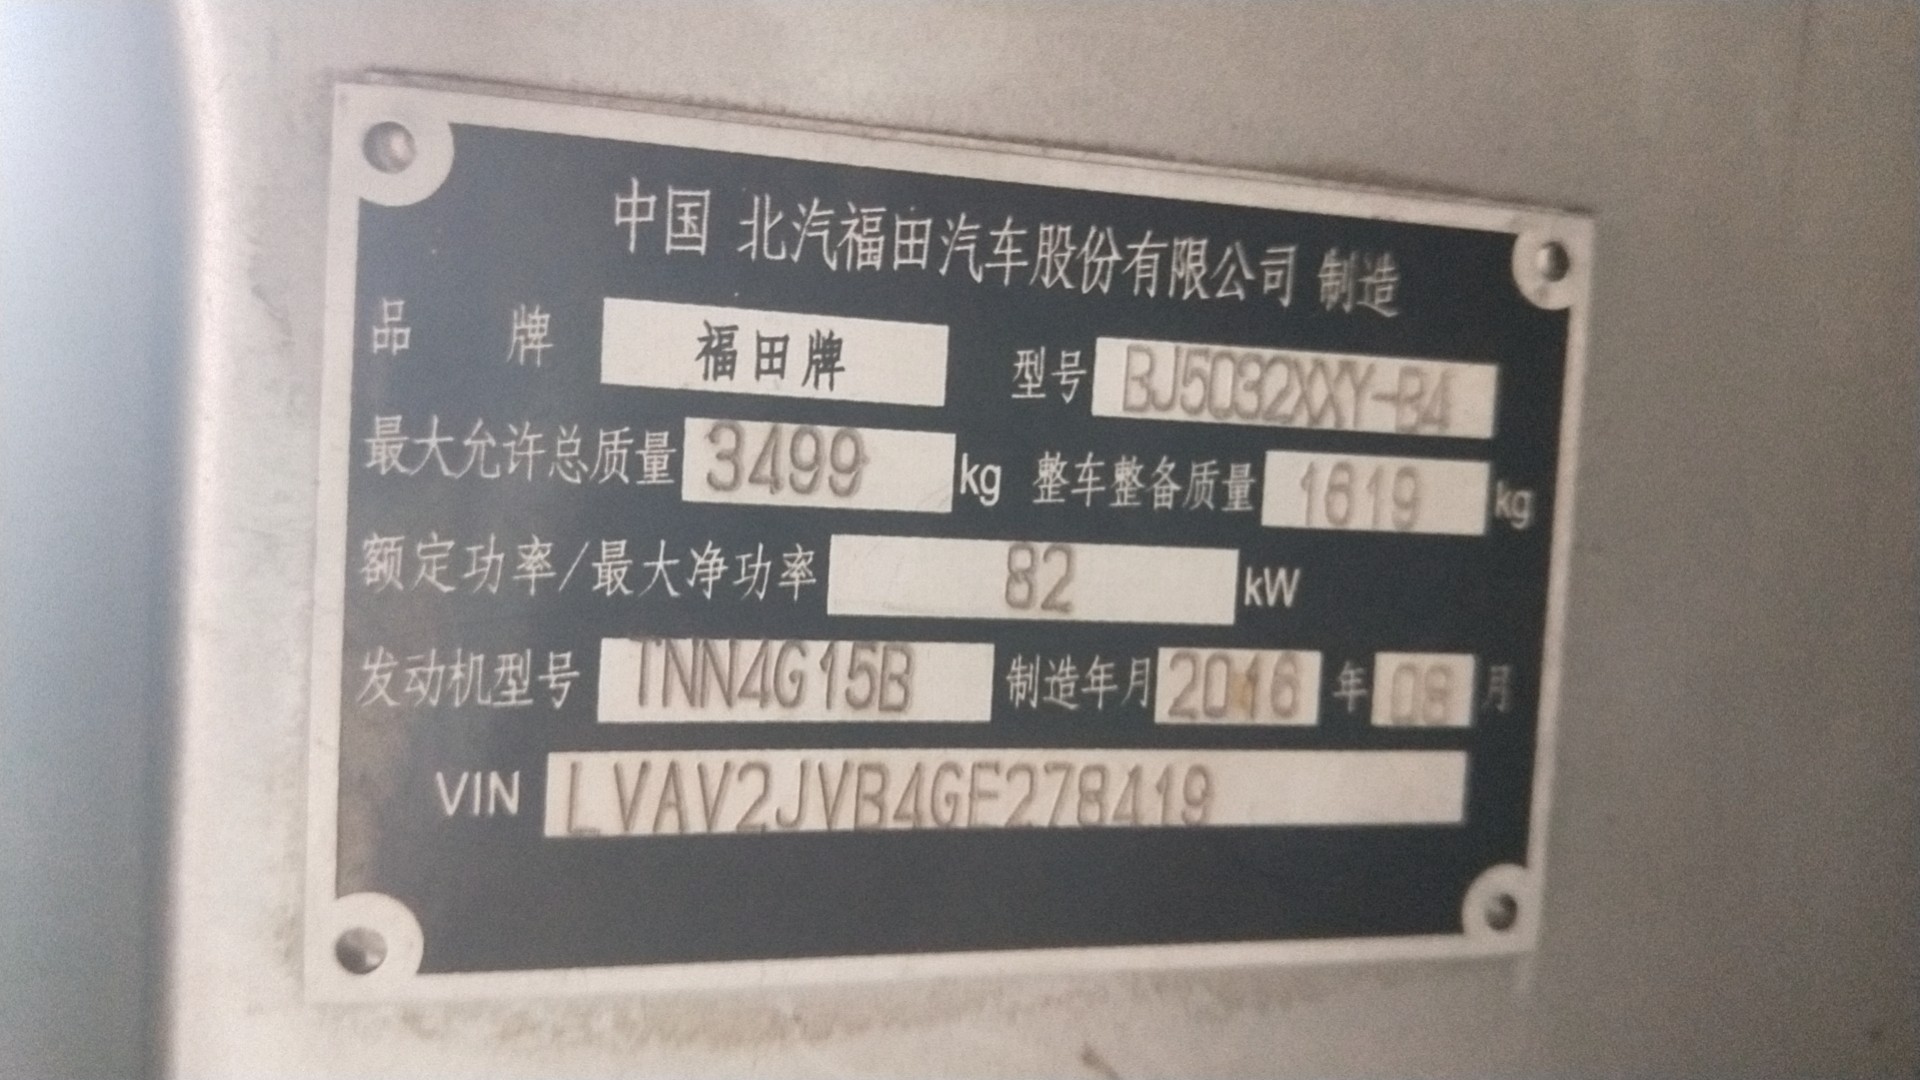 中国 北汽福田汽车股份有限公司 制造
品 牌 福田牌 型号 BJ5032XXY-B4
最大允许总质量 3499 kg 整车整备质量 1619 kg
额定功率/最大净功率 82 kW
发动机型号 TNN4G15B 制造年月 2016 年 08 月
VIN LVAV2JVB4GE278419